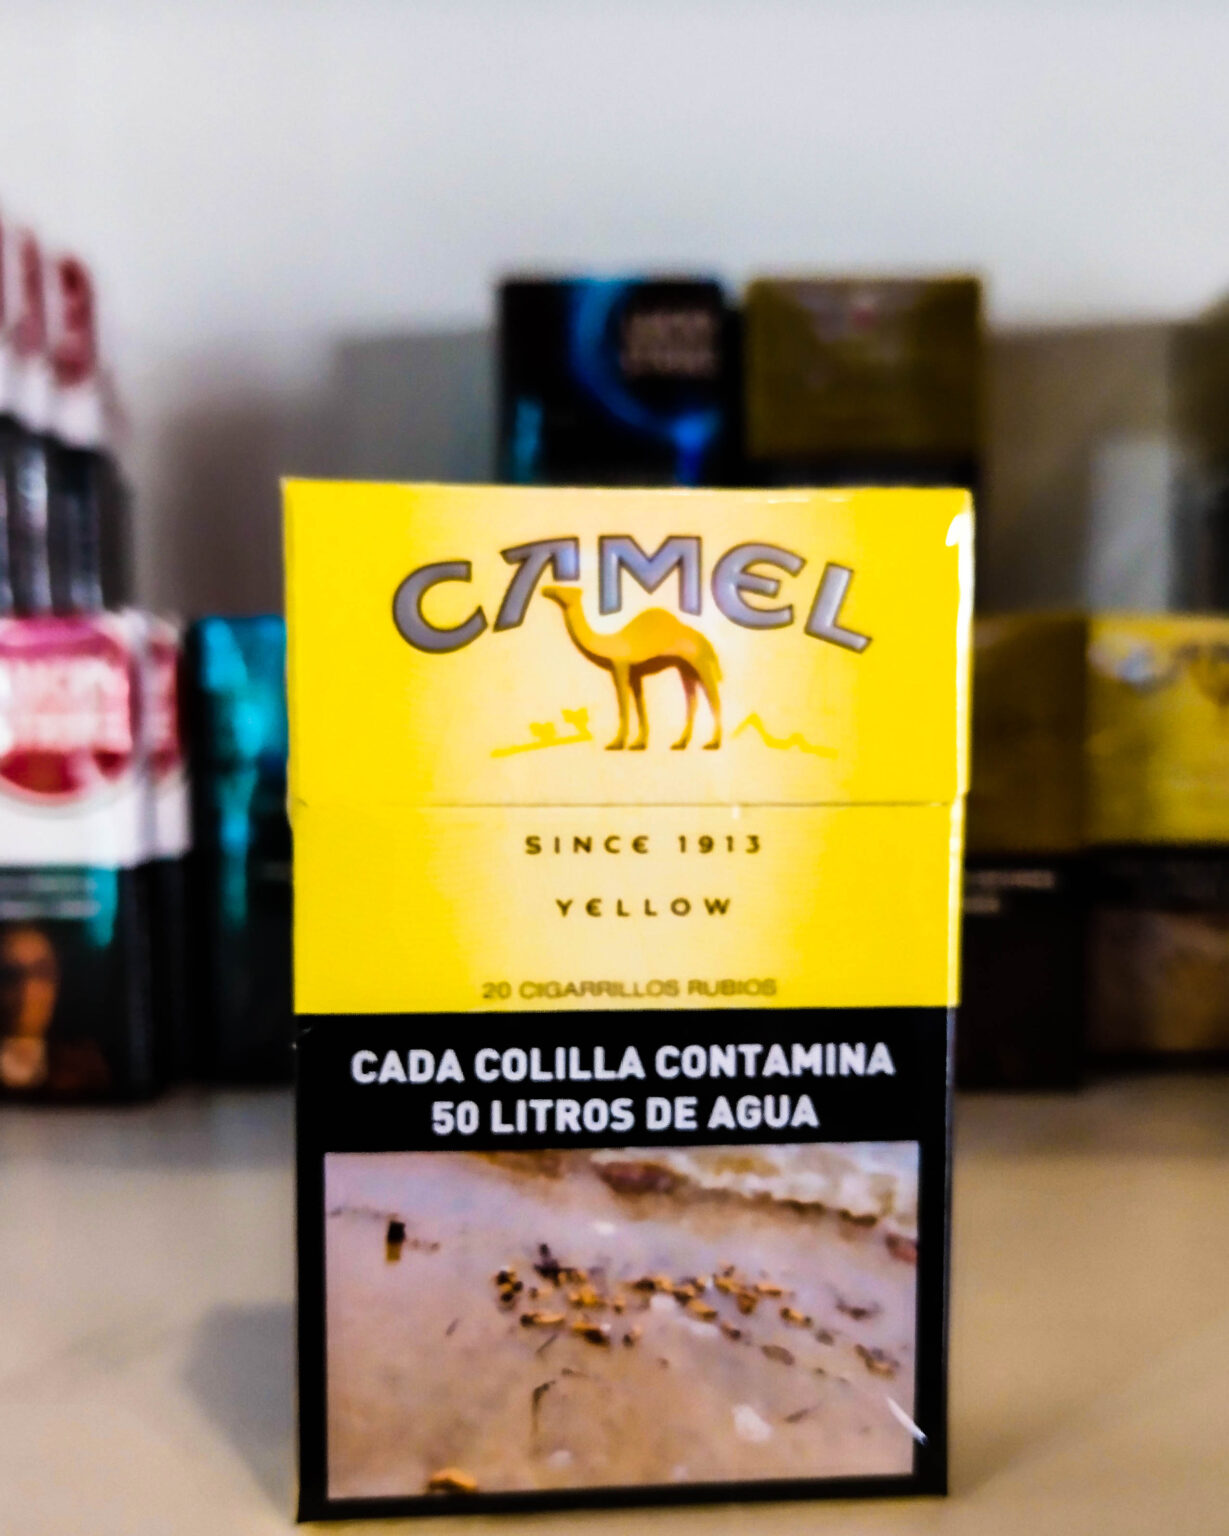 CAMEL
SINCE 1913
YELLOW
20 CIGARRILLOS RUBIOS
CADA COLILLA CONTAMINA
50 LITROS DE AGUA